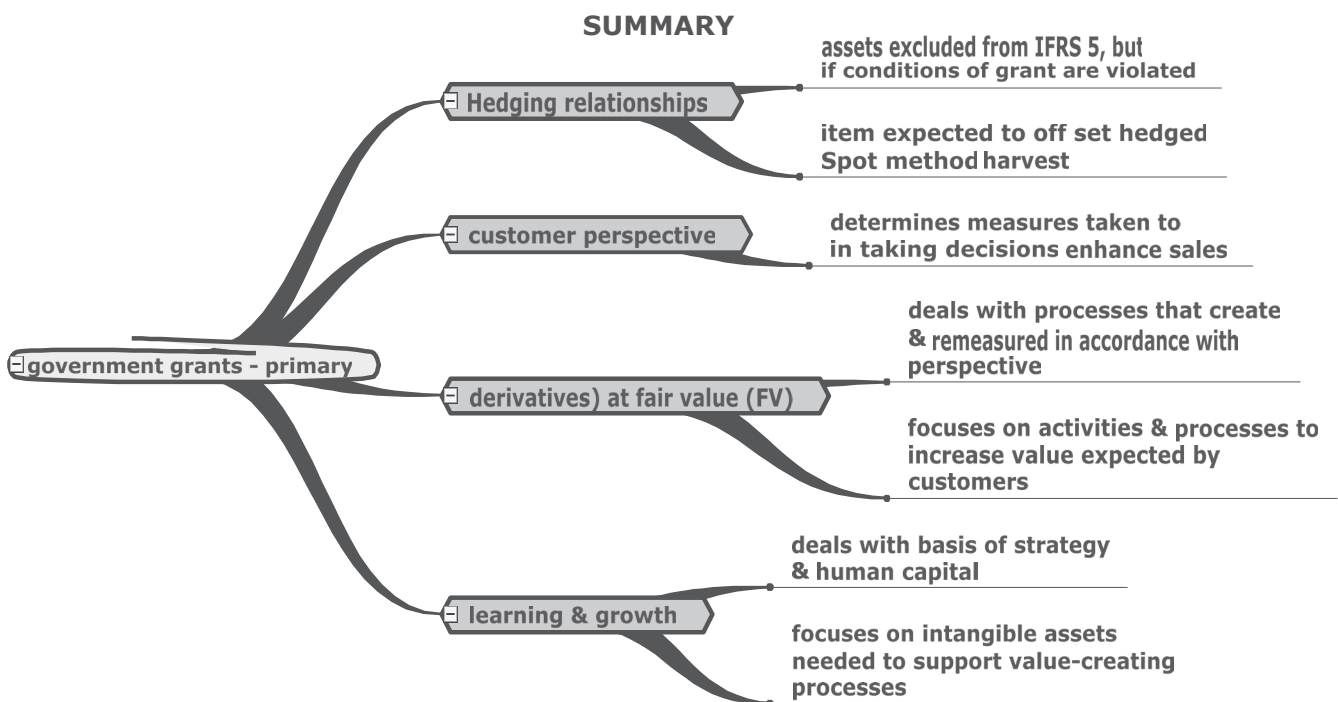 SUMMARY
government grants - primary
Hedging relationships
assets excluded from IFRS 5, but
if conditions of grant are violated
item expected to off set hedged
Spot method harvest
customer perspective
determines measures taken to
in taking decisions enhance sales
derivatives) at fair value (FV)
deals with processes that create
& remeasured in accordance with
perspective
focuses on activities & processes to
increase value expected by
customers
learning & growth
deals with basis of strategy
& human capital
focuses on intangible assets
needed to support value-creating
processes